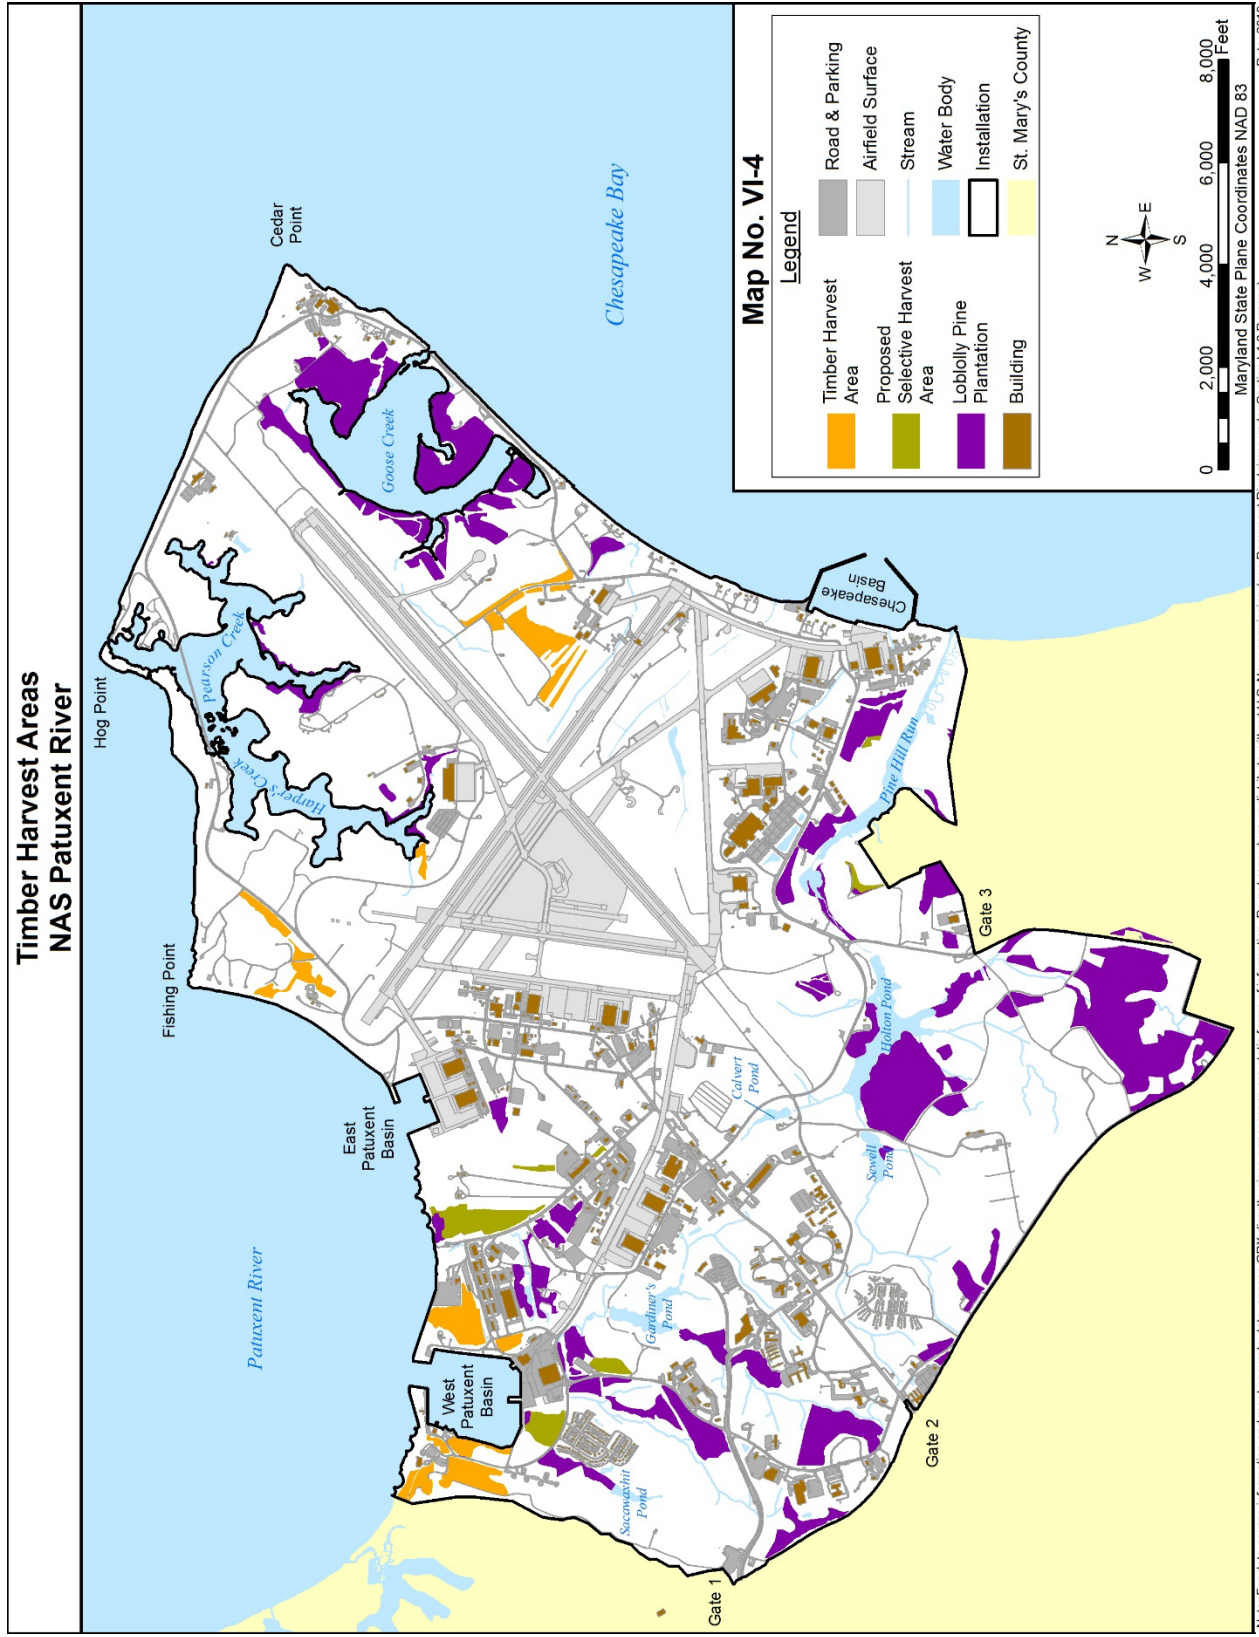 Timber Harvest Areas
NAS Patuxent River
Hog Point
Fishing Point
Cedar
Point
Pearson Creek
Harper's Creek
Goose Creek
Chesapeake Bay
Patuxent River
East
Patuxent
Basin
West
Patuxent
Basin
Chesapeake
Basin
Pine Hill Run
Gate 3
Holton Pond
Calvert
Pond
Sewell
Pond
Gardiner's
Pond
Sacawaxhit
Pond
Gate 2
Gate 1
Map No. VI-4
Legend
Timber Harvest
Area
Proposed
Selective Harvest
Area
Loblolly Pine
Plantation
Building
Road & Parking
Airfield Surface
Stream
Water Body
Installation
St. Mary's County
N
W
E
S
0
2,000
4,000
6,000
8,000
Feet
Maryland State Plane Coordinates NAD 83